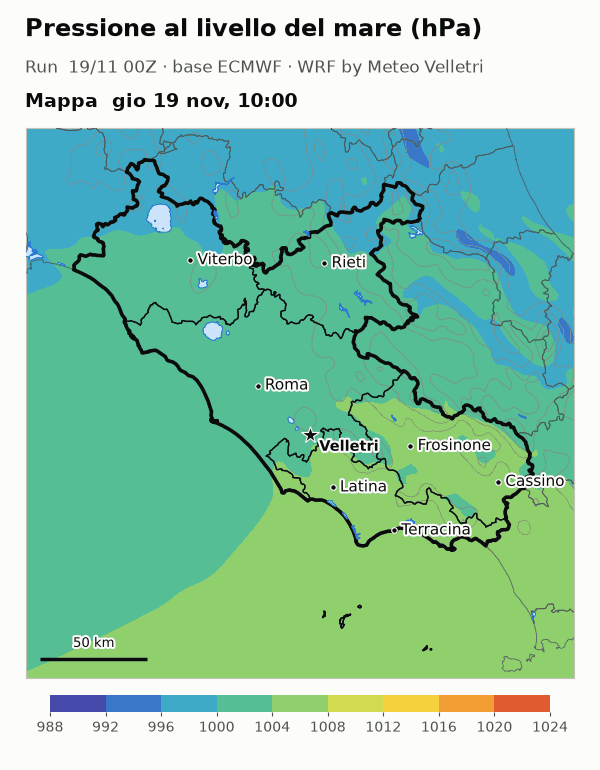 Pressione al livello del mare (hPa)
Run 19/11 00Z · base ECMWF · WRF by Meteo Velletri
Mappa gio 19 nov, 10:00
Viterbo
Rieti
Roma
Velletri
Frosinone
Latina
Cassino
Terracina
50 km
988 992 996 1000 1004 1008 1012 1016 1020 1024